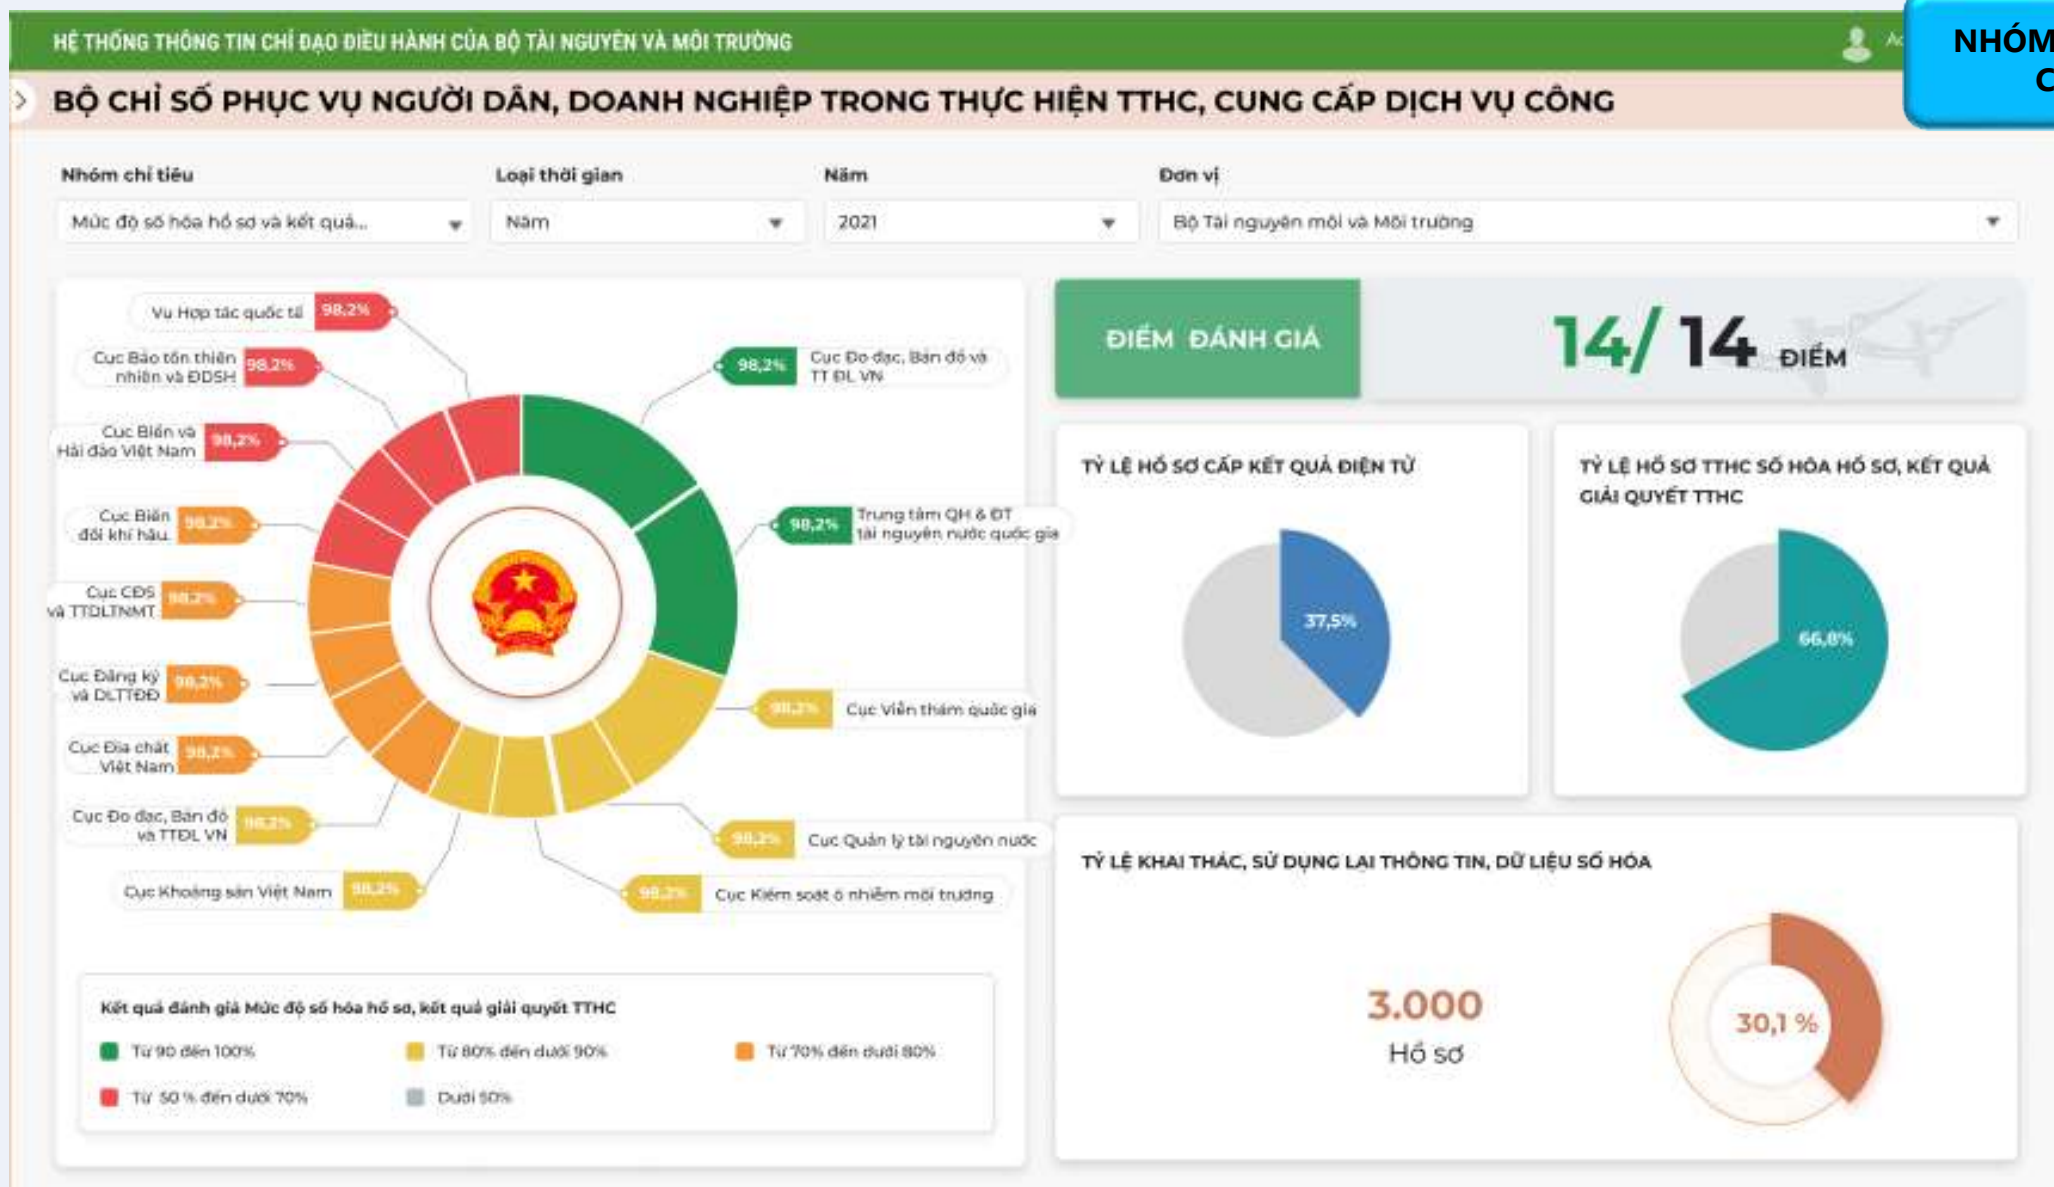 HỆ THỐNG THÔNG TIN CHỈ ĐẠO ĐIỀU HÀNH CỦA BỘ TÀI NGUYÊN VÀ MÔI TRƯỜNG
NHÓM
C
BỘ CHỈ SỐ PHỤC VỤ NGƯỜI DÂN, DOANH NGHIỆP TRONG THỰC HIỆN TTHC, CUNG CẤP DỊCH VỤ CÔNG
Nhóm chỉ tiêu
Loại thời gian
Năm
Đơn vị
Mức độ số hóa hồ sơ và kết quả...
Năm
2021
Bộ Tài nguyên môi và Môi trường
Vụ Hợp tác quốc tế
98,2%
Cục Bảo tồn thiên
nhiên và ĐDSH
98,2%
Cục Biển và
Hải đảo Việt Nam
98,2%
Cục Biến
đổi khí hậu.
98,2%
Cục CĐS
và TTDLTNMT
98,2%
Cục Đăng ký
và DLTTĐĐ
98,2%
Cục Địa chất
Việt Nam
98,2%
Cục Đo đạc, Bản đồ
và TTĐL VN
98,2%
Cục Khoáng sản Việt Nam
98,2%
98,2%
Cục Đo đạc, Bản đồ và
TT ĐL VN
98,2%
Trung tâm QH & ĐT
tài nguyên nước quốc gia
98,2%
Cục Viễn thám quốc gia
98,2%
Cục Quản lý tài nguyên nước
98,2%
Cục Kiểm soát ô nhiễm môi trường
Kết quả đánh giá Mức độ số hóa hồ sơ, kết quả giải quyết TTHC
Từ 90 đến 100%
Từ 80% đến dưới 90%
Từ 70% đến dưới 80%
Từ 50 % đến dưới 70%
Dưới 50%
ĐIỂM ĐÁNH GIÁ
14/ 14 ĐIỂM
TỶ LỆ HỒ SƠ CẤP KẾT QUẢ ĐIỆN TỬ
37,5%
TỶ LỆ HỒ SƠ TTHC SỐ HÓA HỒ SƠ, KẾT QUẢ
GIẢI QUYẾT TTHC
66,8%
TỶ LỆ KHAI THÁC, SỬ DỤNG LẠI THÔNG TIN, DỮ LIỆU SỐ HÓA
3.000
Hồ sơ
30,1 %